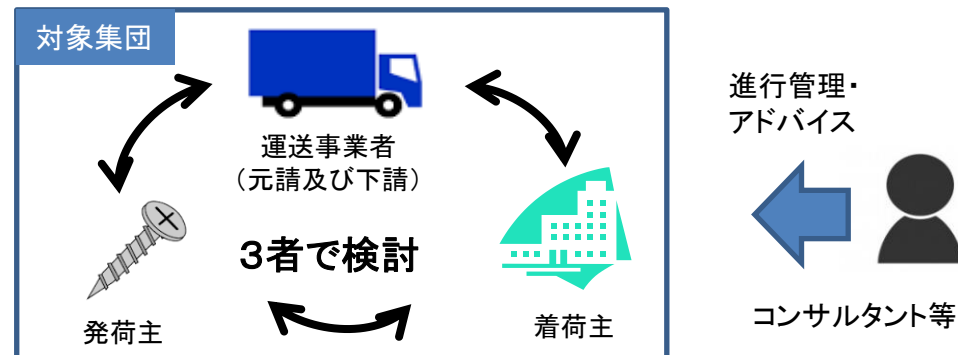 対象集団
運送事業者
（元請及び下請）
3者で検討
発荷主
着荷主
進行管理・
アドバイス
コンサルタント等